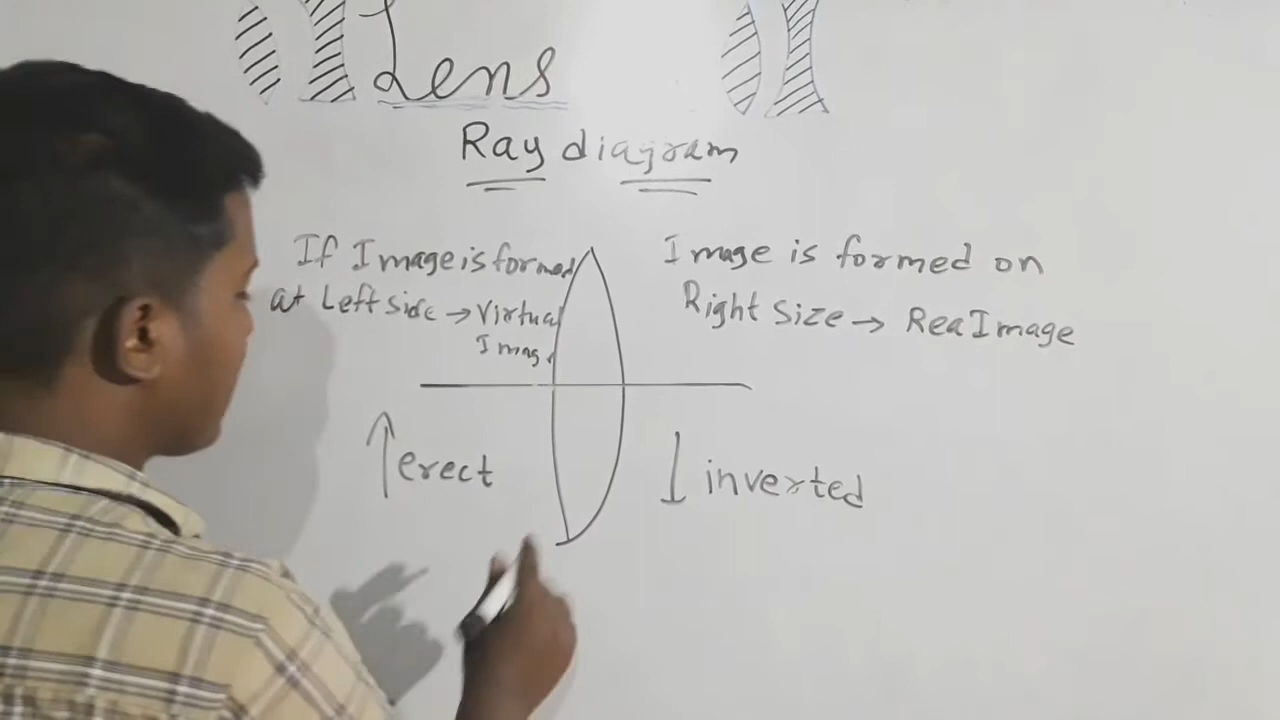 Lens
Ray diagram
If Image is formed
at Left side → Virtual
Imag
Image is formed on
Right Size → Rea Image
erect
inverted